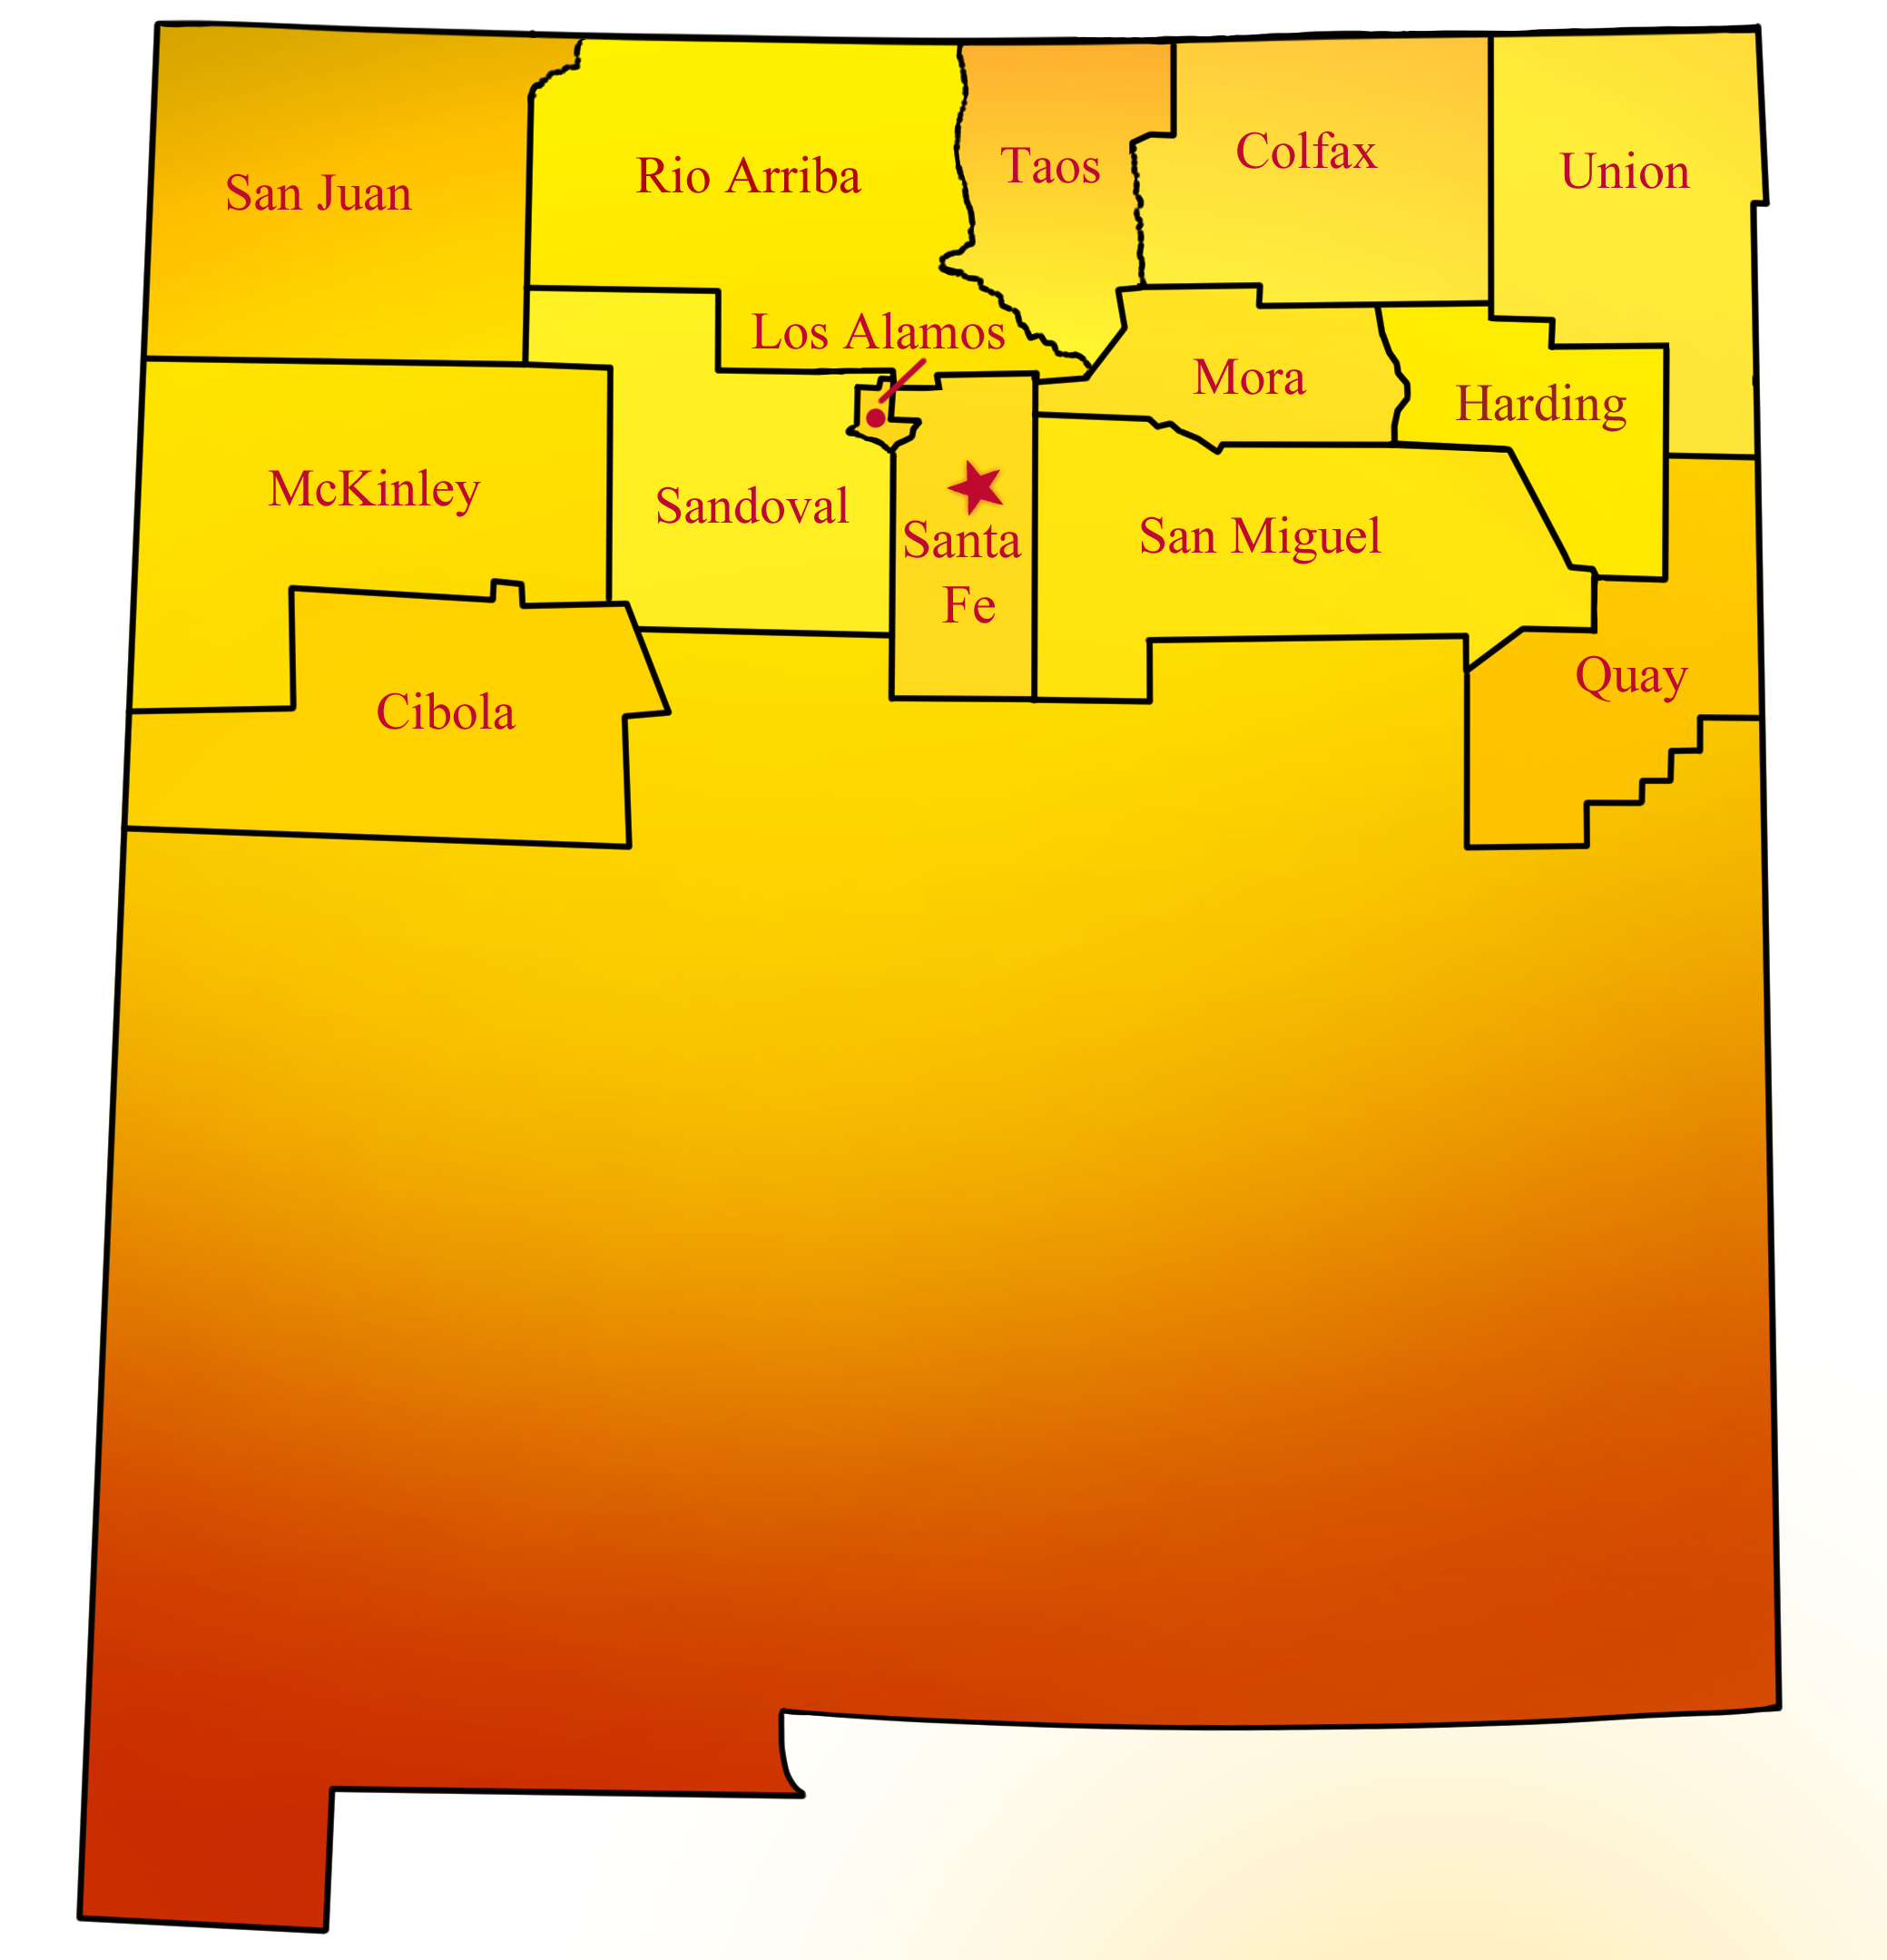 San Juan
Rio Arriba
Taos
Colfax
Union
Los Alamos
Mora
Harding
McKinley
Sandoval
Santa
Fe
San Miguel
Quay
Cibola